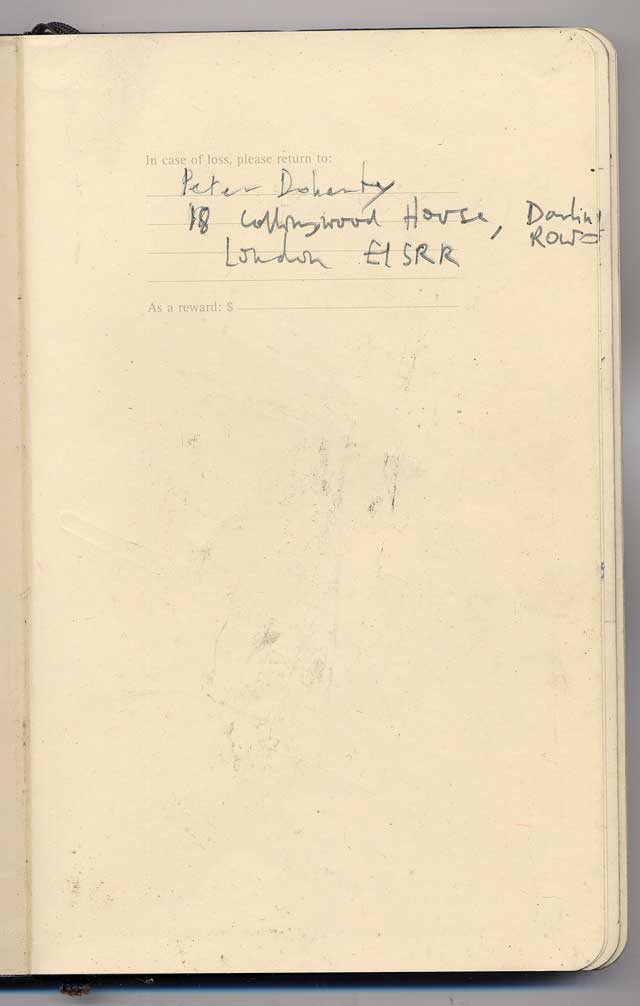 In case of loss, please return to:
Peter Doherty
18 Collingwood House, Darling
ROW
London E1 5RR
As a reward: $